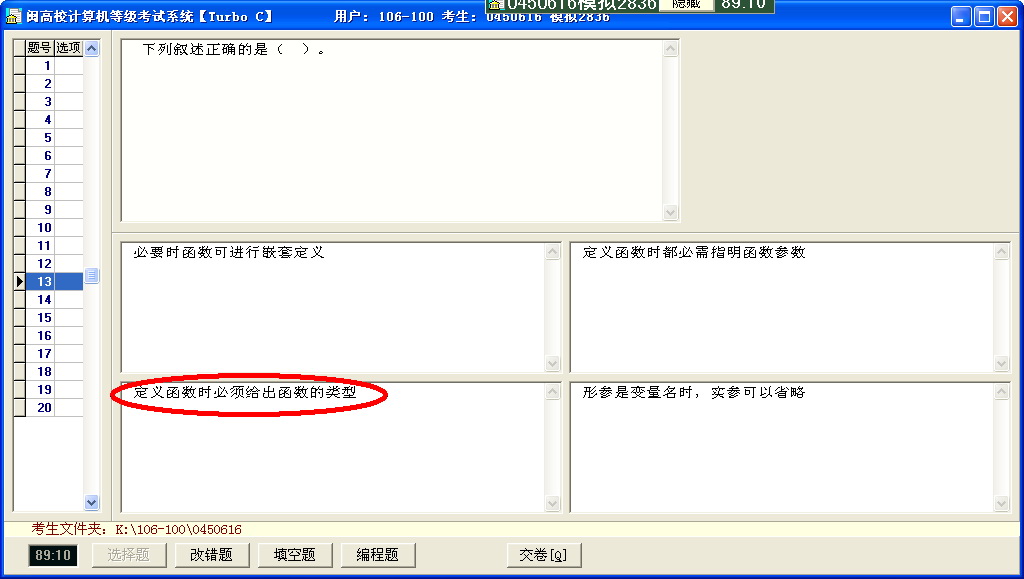 0450616模拟2836 隐藏 89:10
闽高校计算机等级考试系统【Turbo C】 用户: 106-100 考生: 0450616 模拟2836
题号 选项
下列叙述正确的是（ ）。
1
2
3
4
5
6
7
8
9
10
11
12
13
14
15
16
17
18
19
20
必要时函数可进行嵌套定义
定义函数时都必需指明函数参数
定义函数时必须给出函数的类型
形参是变量名时, 实参可以省略
考生文件夹: K:\106-100\0450616
89:10 选择题 改错题 填空题 编程题 交卷[Q]